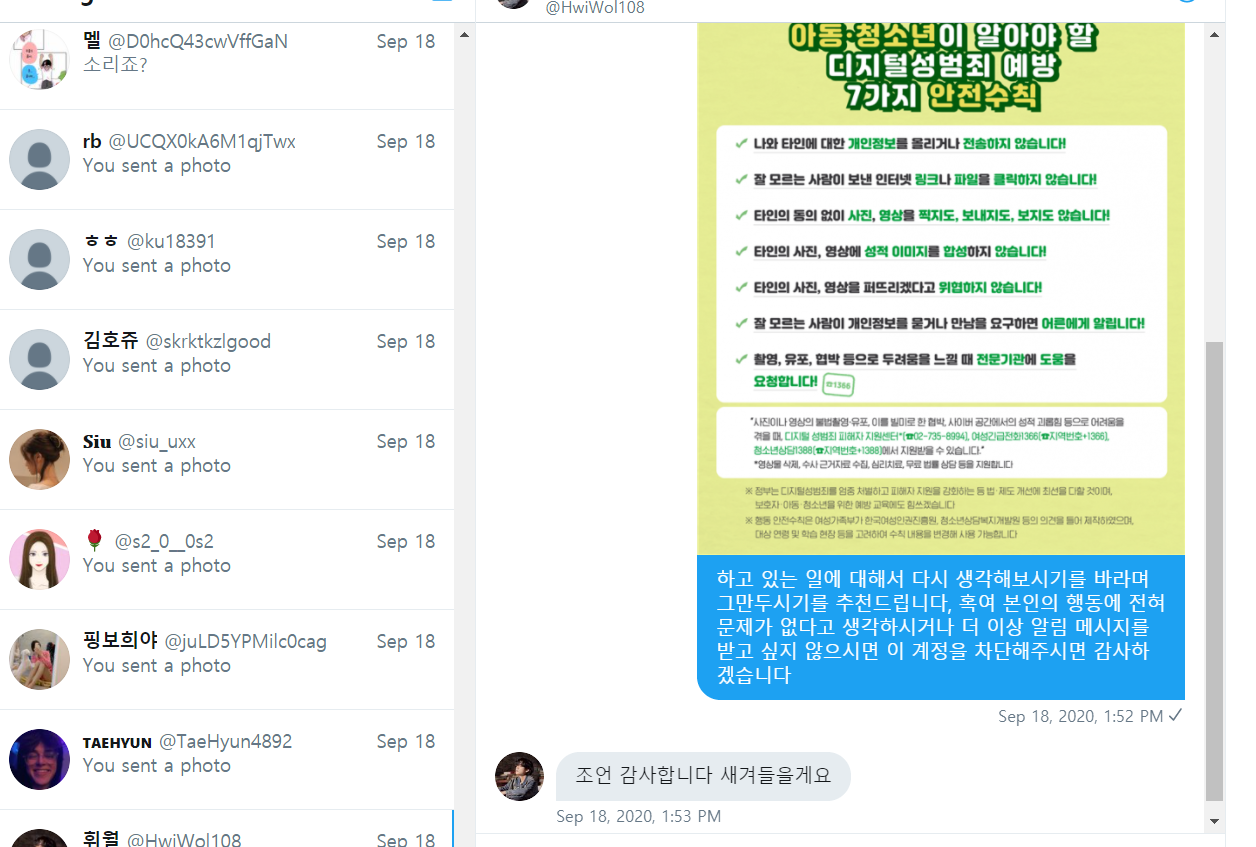 멜 @D0hcQ43cwVffGaN Sep 18
소리죠?
rb @UCQX0kA6M1qjTwx Sep 18
You sent a photo
ㅎㅎ @ku18391 Sep 18
You sent a photo
김호쥬 @skrktkzlgood Sep 18
You sent a photo
Siu @siu_uxx Sep 18
You sent a photo
🌹 @s2_0__0s2 Sep 18
You sent a photo
핑보희야 @juLD5YPMilc0cag Sep 18
You sent a photo
TAEHYUN @TaeHyun4892 Sep 18
You sent a photo
휘월 @HwiWol108 Sep 18
@HwiWol108
아동·청소년이 알아야 할
디지털성범죄 예방
7가지 안전수칙
나와 타인에 대한 개인정보를 올리거나 전송하지 않습니다!
잘 모르는 사람이 보낸 인터넷 링크나 파일을 클릭하지 않습니다!
타인의 동의 없이 사진, 영상을 찍지도, 보내지도, 보지도 않습니다!
타인의 사진, 영상에 성적 이미지를 합성하지 않습니다!
타인의 사진, 영상을 퍼뜨리겠다고 위협하지 않습니다!
잘 모르는 사람이 개인정보를 묻거나 만남을 요구하면 어른에게 알립니다!
촬영, 유포, 협박 등으로 두려움을 느낄 때 전문기관에 도움을
요청합니다! ☎1366
"사진이나 영상의 불법촬영·유포, 이를 빌미로 한 협박, 사이버 공간에서의 성적 괴롭힘 등으로 어려움을
겪을 때, 디지털 성범죄 피해자 지원센터*(☎02-735-8994), 여성긴급전화1366(☎지역번호+1366),
청소년상담1388(☎지역번호+1388)에서 지원받을 수 있습니다."
*영상물 삭제, 수사 근거자료 수집, 심리치료, 무료 법률 상담 등을 지원합니다
※ 정부는 디지털성범죄를 엄중 처벌하고 피해자 지원을 강화하는 등 법·제도 개선에 최선을 다할 것이며,
보호자·아동·청소년을 위한 예방 교육에도 힘쓰겠습니다
※ 행동 안전수칙은 여성가족부가 한국여성인권진흥원, 청소년상담복지개발원 등의 의견을 들어 제작하였으며,
대상 연령 및 학습 현장 등을 고려하여 수칙 내용을 변경해 사용 가능합니다
하고 있는 일에 대해서 다시 생각해보시기를 바라며
그만두시기를 추천드립니다, 혹여 본인의 행동에 전혀
문제가 없다고 생각하시거나 더 이상 알림 메시지를
받고 싶지 않으시면 이 계정을 차단해주시면 감사하
겠습니다
Sep 18, 2020, 1:52 PM
조언 감사합니다 새겨들을게요
Sep 18, 2020, 1:53 PM